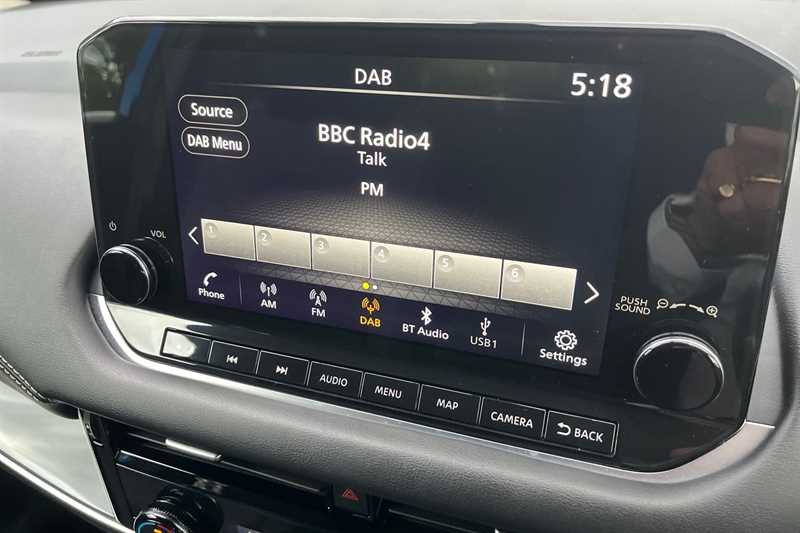 DAB
5:18
Source
DAB Menu
BBC Radio4
Talk
PM
1 2 3 4 5 6
Phone
AM
FM
DAB
BT Audio
USB1
Settings
VOL
PUSH
SOUND
AUDIO
MENU
MAP
CAMERA
BACK